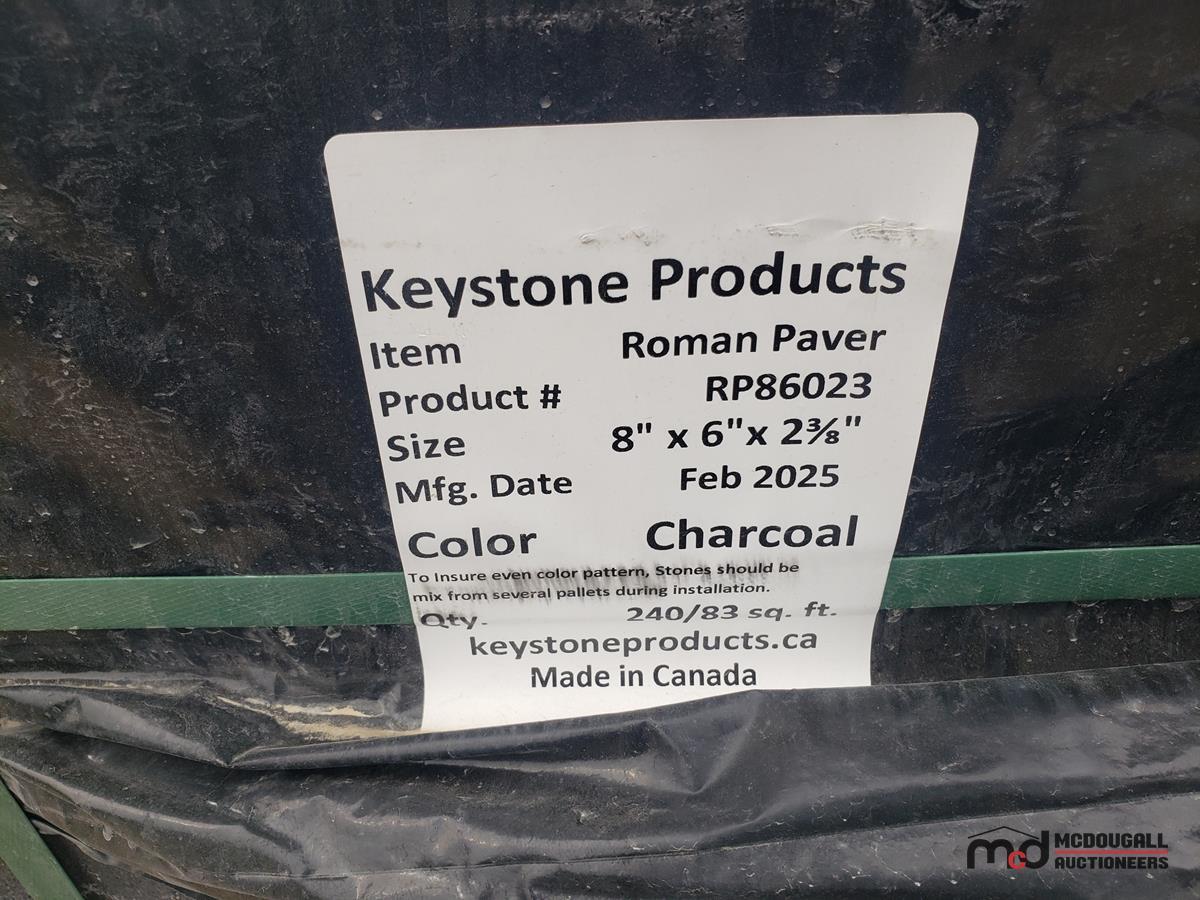 Keystone Products
Item Roman Paver
Product # RP86023
Size 8" x 6"x 2⅜"
Mfg. Date Feb 2025
Color Charcoal
To Insure even color pattern, Stones should be
mix from several pallets during installation.
Qty. 240/83 sq. ft.
keystoneproducts.ca
Made in Canada
mcd MCDOUGALL
AUCTIONEERS